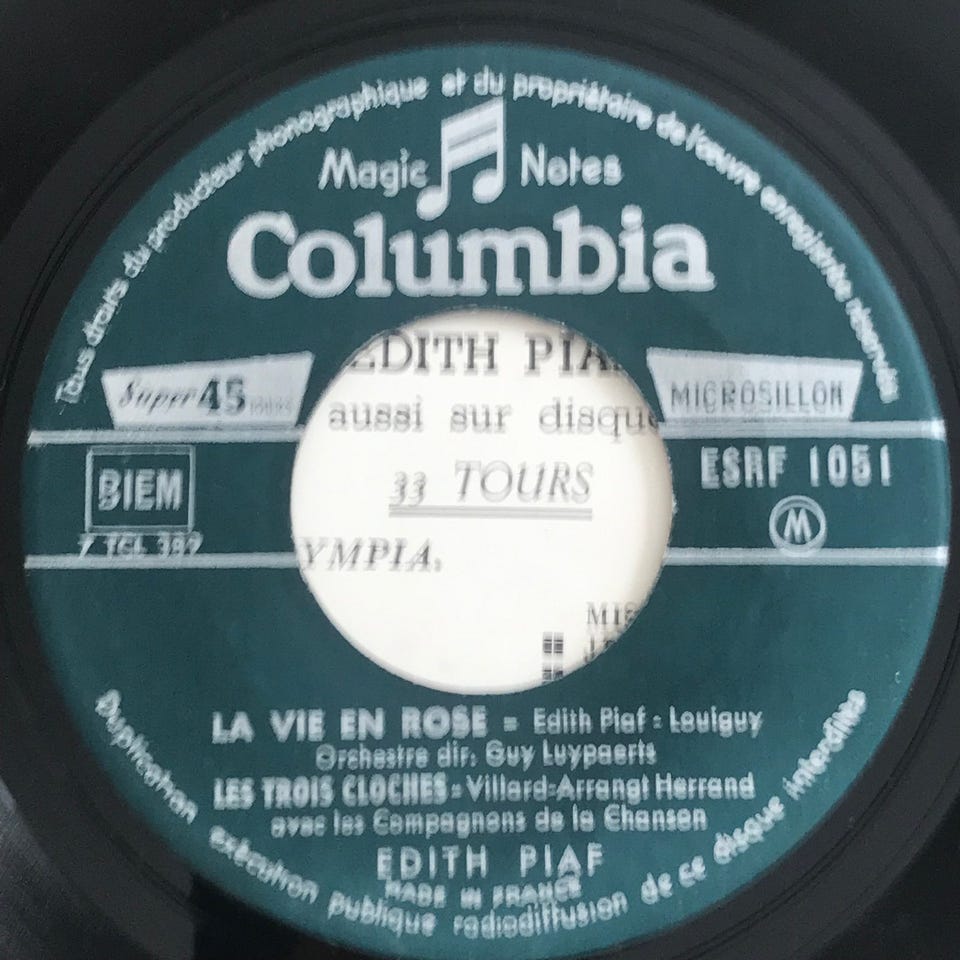 Tous droits du producteur phonographique et du propriétaire de l'œuvre enregistrée réservés
Magic Notes
Columbia
EDITH PIA
aussi sur disque
33 TOURS
YMPIA.
MIS
Super 45 tours
MICROSILLON
BIEM
ESRF 1051
M
7 TCL 399
LA VIE EN ROSE = Edith Piaf = Louiguy
Orchestre dir: Guy Luypaerts
LES TROIS CLOCHES = Villard=Arrangt Herrand
avec les Compagnons de la Chanson
EDITH PIAF
MADE IN FRANCE
Duplication exécution publique radiodiffusion de ce disque interdites